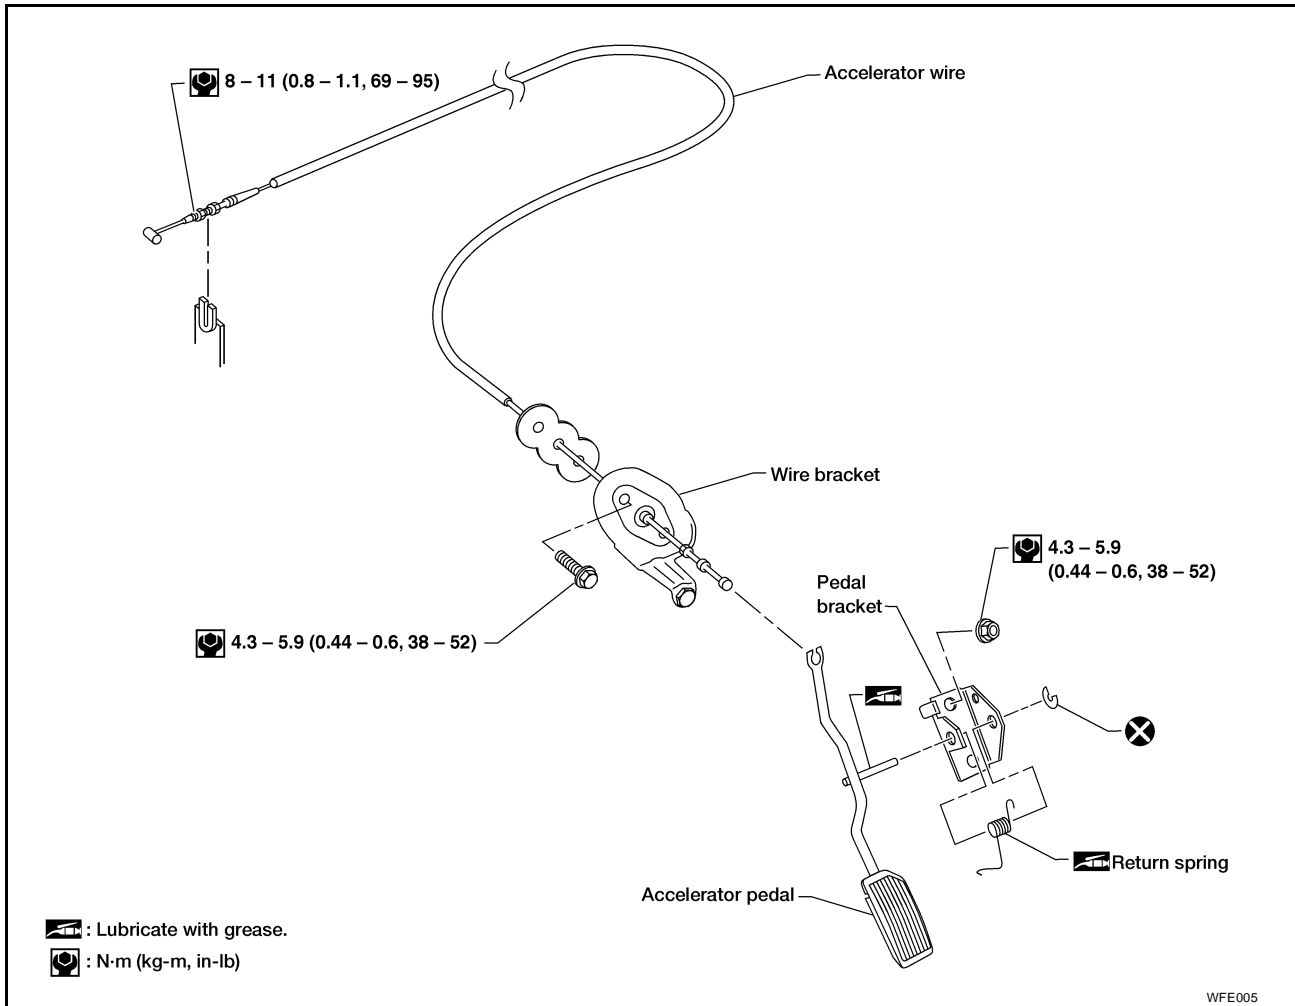 8 – 11 (0.8 – 1.1, 69 – 95)
Accelerator wire
Wire bracket
4.3 – 5.9
(0.44 – 0.6, 38 – 52)
Pedal
bracket
4.3 – 5.9 (0.44 – 0.6, 38 – 52)
Return spring
Accelerator pedal
: Lubricate with grease.
: N·m (kg-m, in-lb)
WFE005